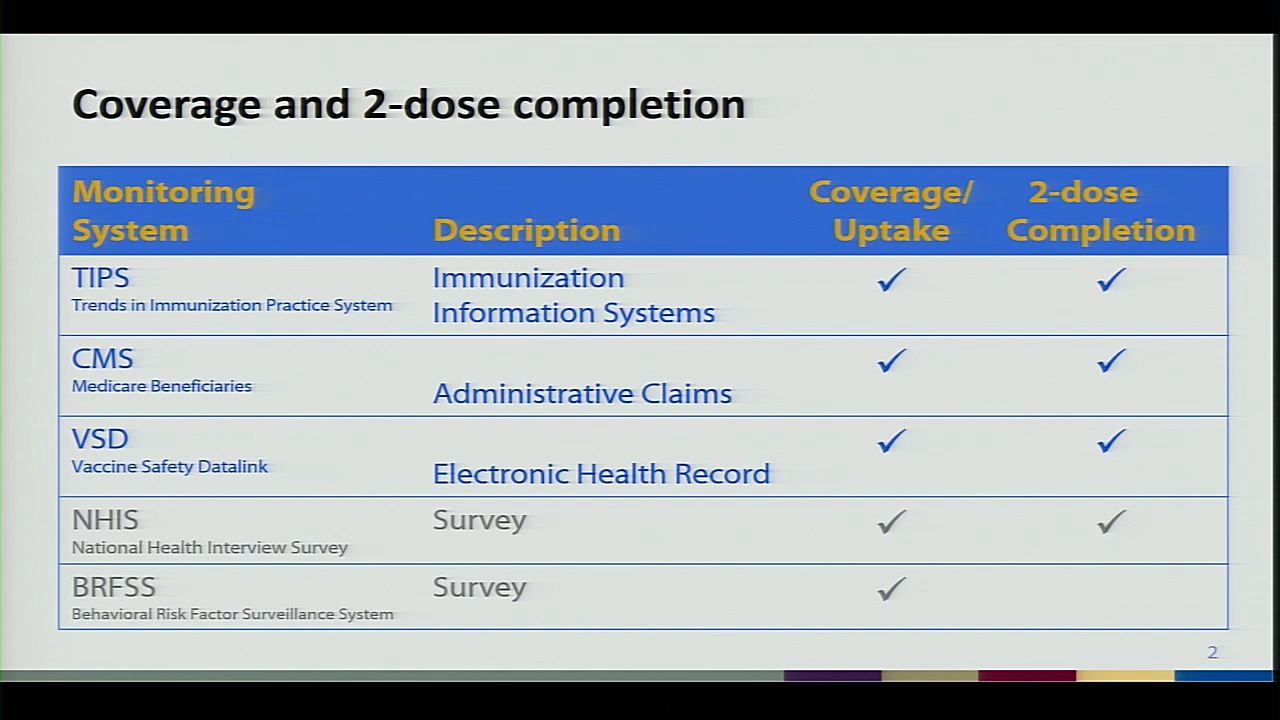 Coverage and 2-dose completion
Monitoring System Description Coverage/ Uptake 2-dose Completion
TIPS Immunization Information Systems ✓ ✓
Trends in Immunization Practice System
CMS Administrative Claims ✓ ✓
Medicare Beneficiaries
VSD Electronic Health Record ✓ ✓
Vaccine Safety Datalink
NHIS Survey ✓ ✓
National Health Interview Survey
BRFSS Survey ✓
Behavioral Risk Factor Surveillance System
2